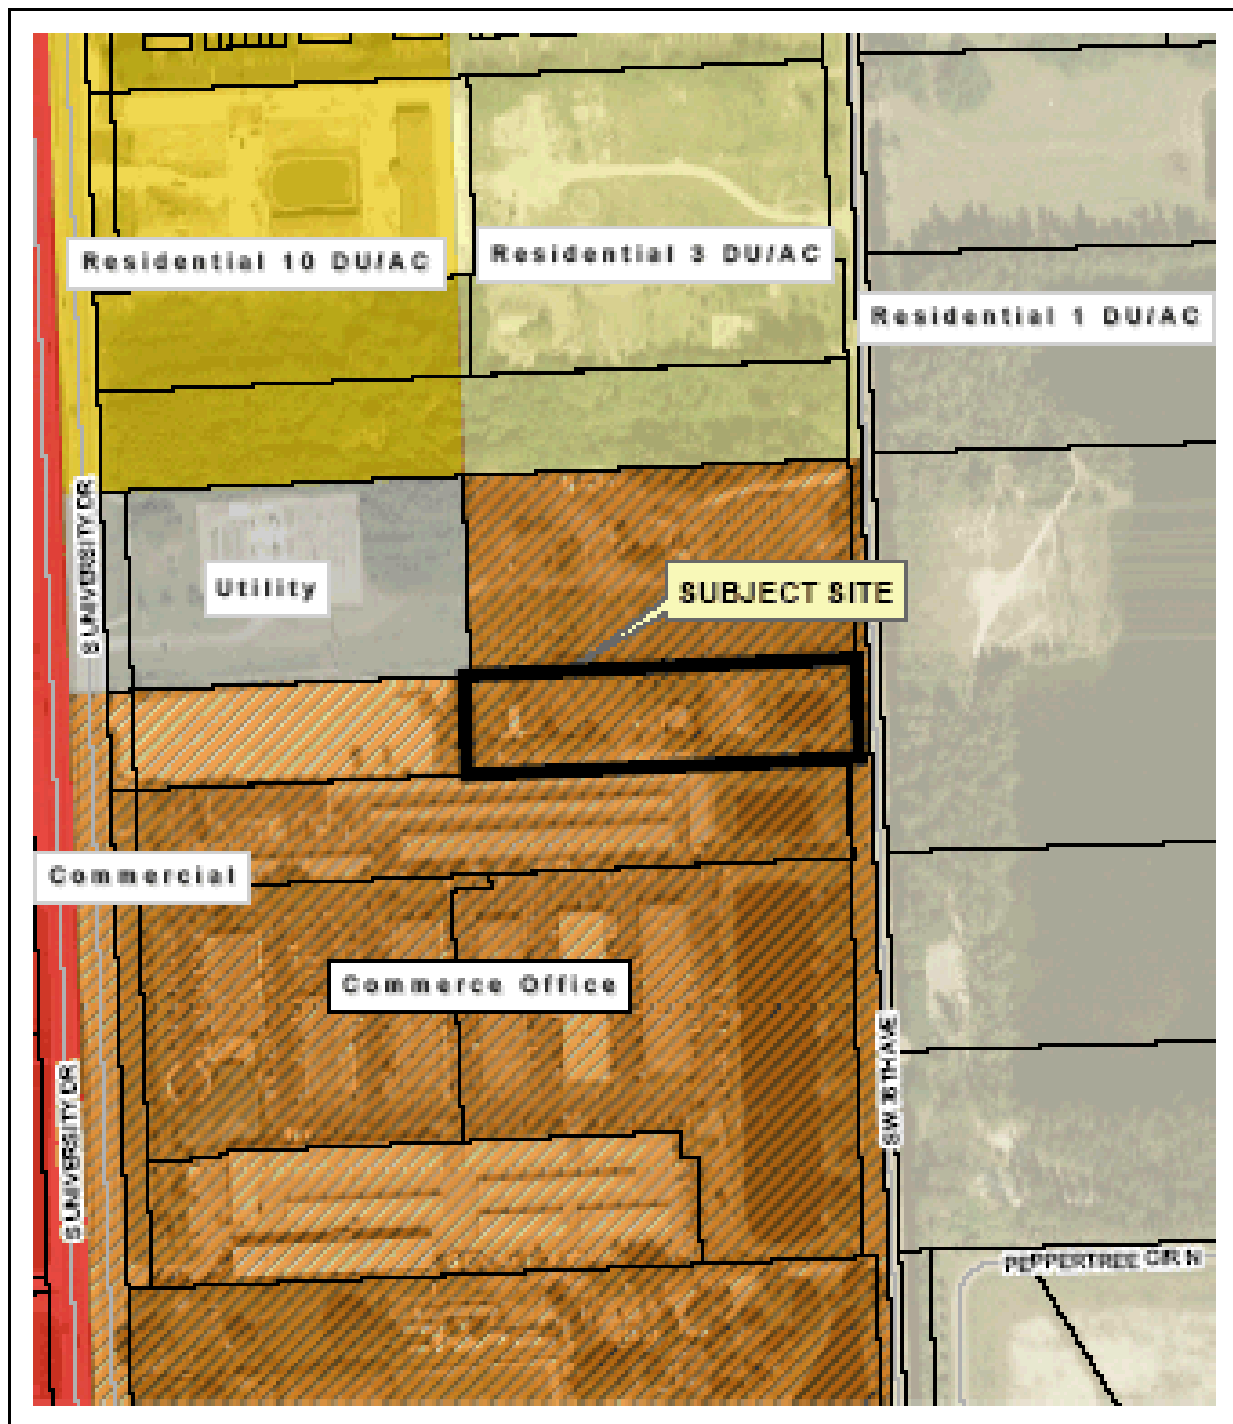 Residential 10 DU/AC
Residential 3 DU/AC
Residential 1 DU/AC
S UNIVERSITY DR
Utility
SUBJECT SITE
Commercial
Commerce Office
S UNIVERSITY DR
SW 76TH AVE
PEPPERTREE CIR N